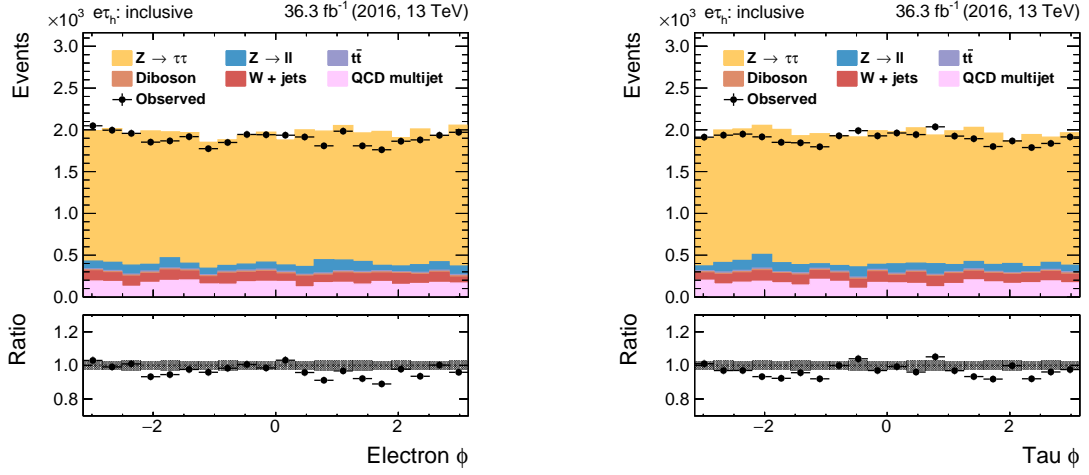 ×10³ eτₕ: inclusive 36.3 fb⁻¹ (2016, 13 TeV)
Events
3.0
2.5
2.0
1.5
1.0
0.5
0.0
Z → ττ Z → ll tt̄
Diboson W + jets QCD multijet
Observed
Ratio
1.2
1.0
0.8
−2 0 2
Electron ϕ
×10³ eτₕ: inclusive 36.3 fb⁻¹ (2016, 13 TeV)
Events
3.0
2.5
2.0
1.5
1.0
0.5
0.0
Z → ττ Z → ll tt̄
Diboson W + jets QCD multijet
Observed
Ratio
1.2
1.0
0.8
−2 0 2
Tau ϕ